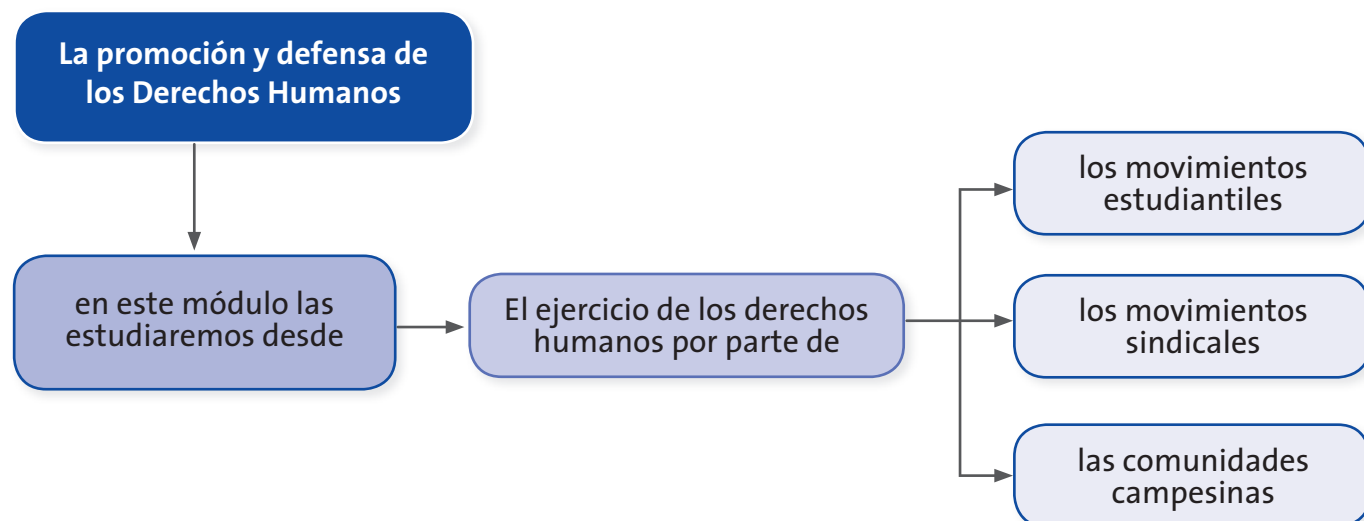 La promoción y defensa de
los Derechos Humanos
en este módulo las
estudiaremos desde
El ejercicio de los derechos
humanos por parte de
los movimientos
estudiantiles
los movimientos
sindicales
las comunidades
campesinas